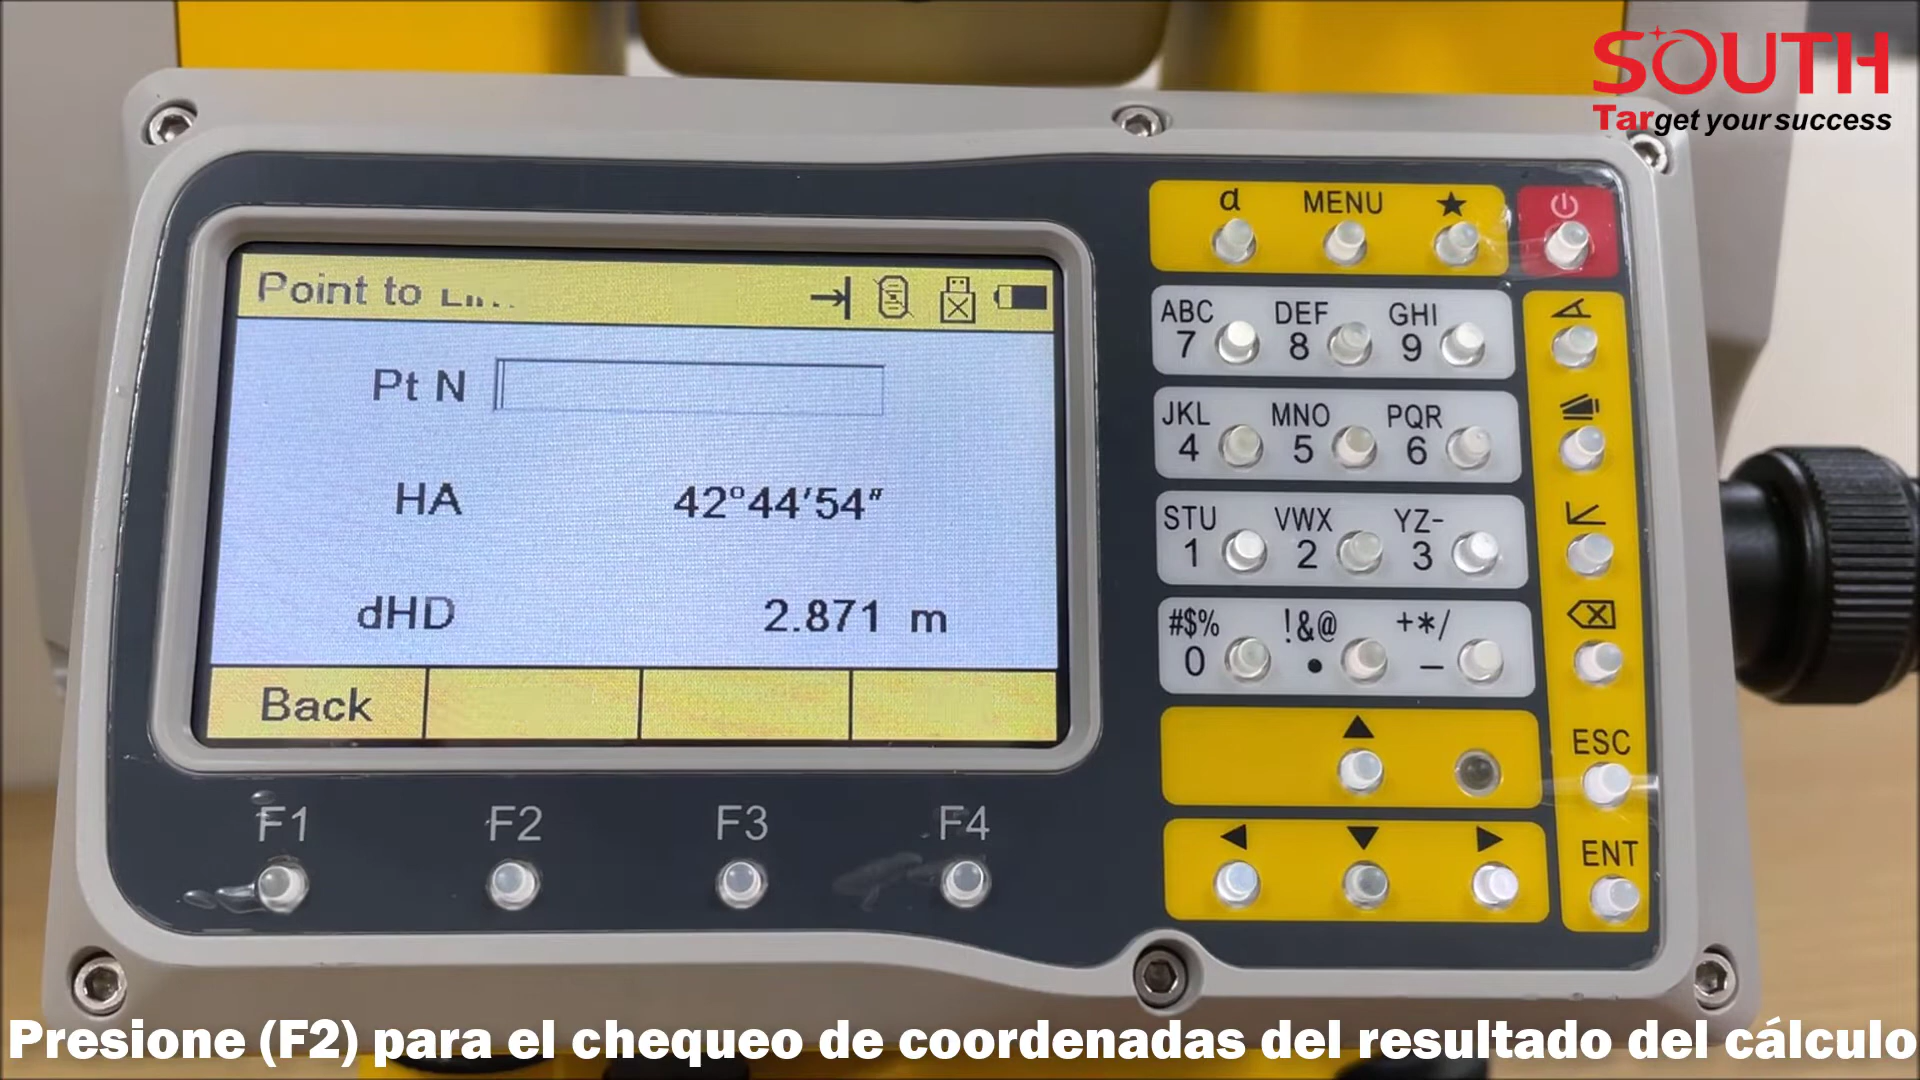 SOUTH
Target your success
Point to
Pt N
HA 42°44'54"
dHD 2.871 m
Back
F1 F2 F3 F4
α MENU
ABC DEF GHI
7 8 9
JKL MNO PQR
4 5 6
STU VWX YZ-
1 2 3
#$% !&@ +*/
0 • –
ESC
ENT
Presione (F2) para el chequeo de coordenadas del resultado del cálculo